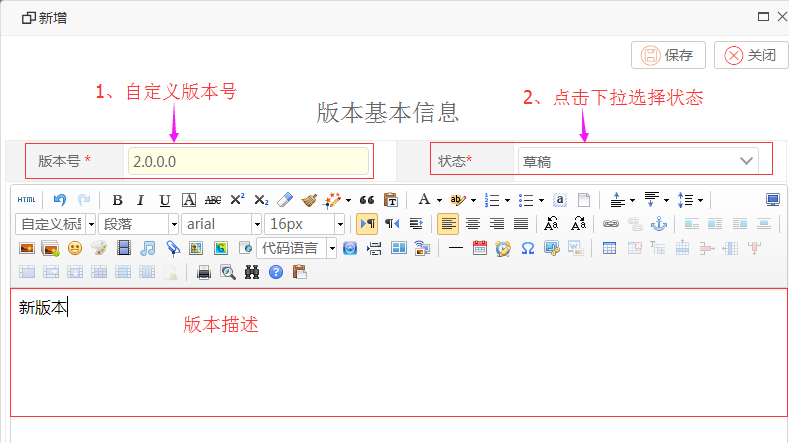 新增
保存 关闭
1、自定义版本号
2、点击下拉选择状态
版本基本信息
版本号 * 2.0.0.0 状态* 草稿
HTML B I U A ABC X² X₂ A ab a
自定义标题 段落 arial 16px
代码语言
新版本
版本描述